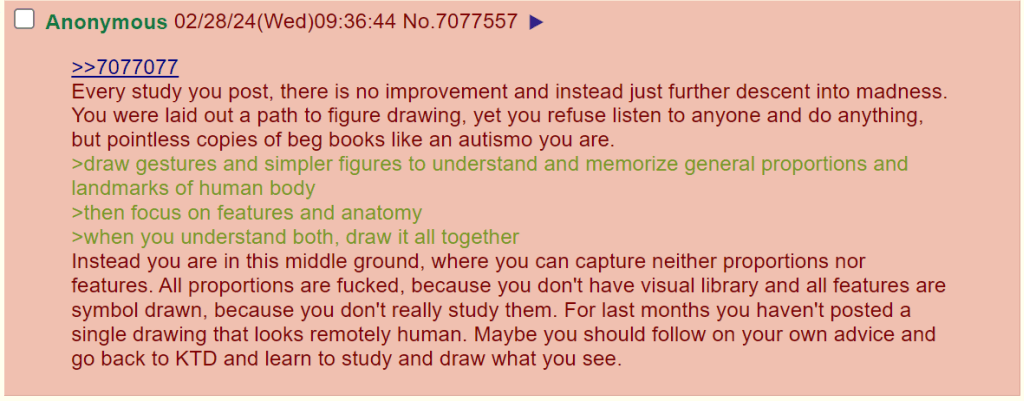 Anonymous 02/28/24(Wed)09:36:44 No.7077557 ▶
>>7077077
Every study you post, there is no improvement and instead just further descent into madness.
You were laid out a path to figure drawing, yet you refuse listen to anyone and do anything,
but pointless copies of beg books like an autismo you are.
>draw gestures and simpler figures to understand and memorize general proportions and
landmarks of human body
>then focus on features and anatomy
>when you understand both, draw it all together
Instead you are in this middle ground, where you can capture neither proportions nor
features. All proportions are fucked, because you don't have visual library and all features are
symbol drawn, because you don't really study them. For last months you haven't posted a
single drawing that looks remotely human. Maybe you should follow on your own advice and
go back to KTD and learn to study and draw what you see.